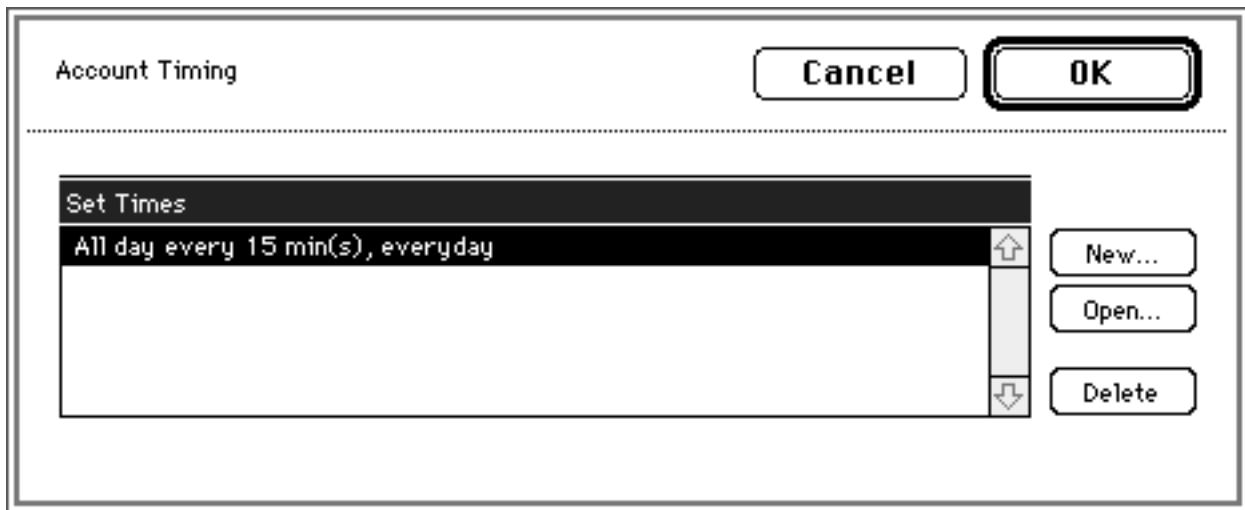 Account Timing
Cancel
OK
Set Times
All day every 15 min(s), everyday
New...
Open...
Delete